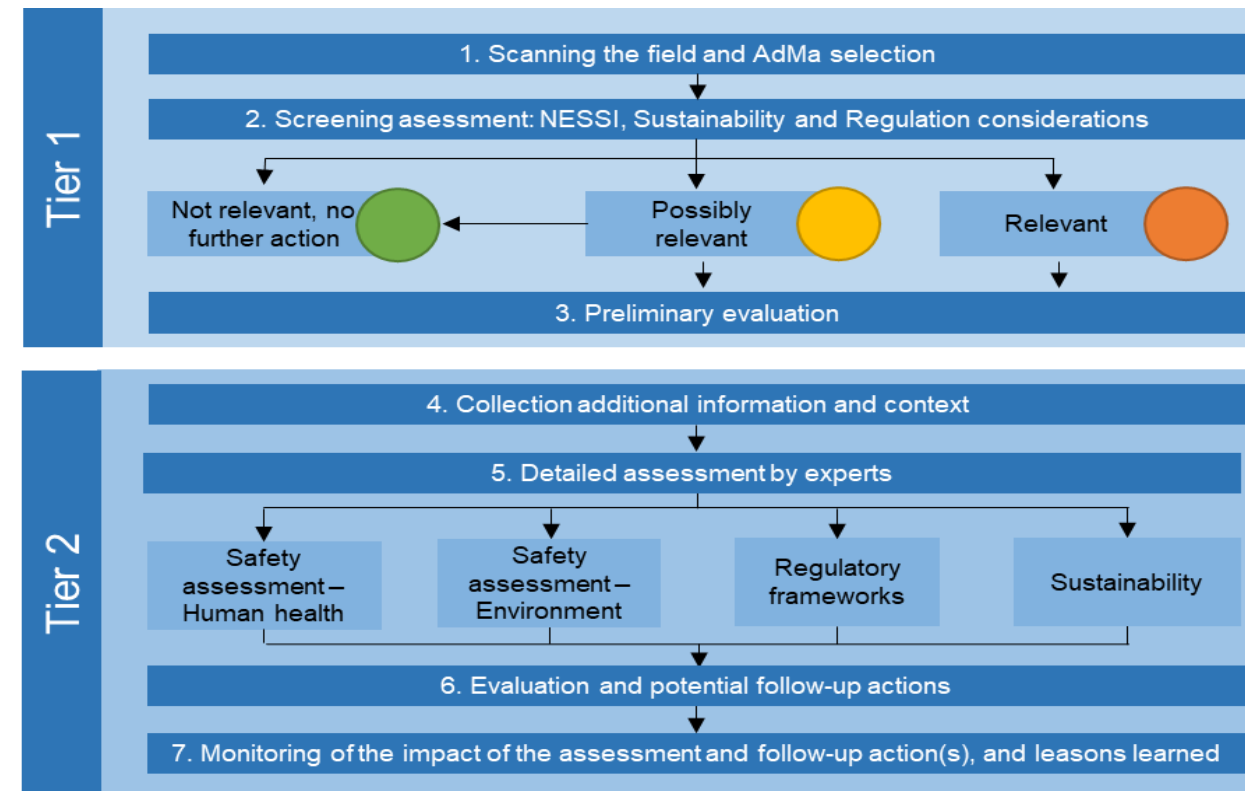 Tier 1
1. Scanning the field and AdMa selection
2. Screening asessment: NESSI, Sustainability and Regulation considerations
Not relevant, no
further action
Possibly
relevant
Relevant
3. Preliminary evaluation
Tier 2
4. Collection additional information and context
5. Detailed assessment by experts
Safety
assessment –
Human health
Safety
assessment –
Environment
Regulatory
frameworks
Sustainability
6. Evaluation and potential follow-up actions
7. Monitoring of the impact of the assessment and follow-up action(s), and leasons learned